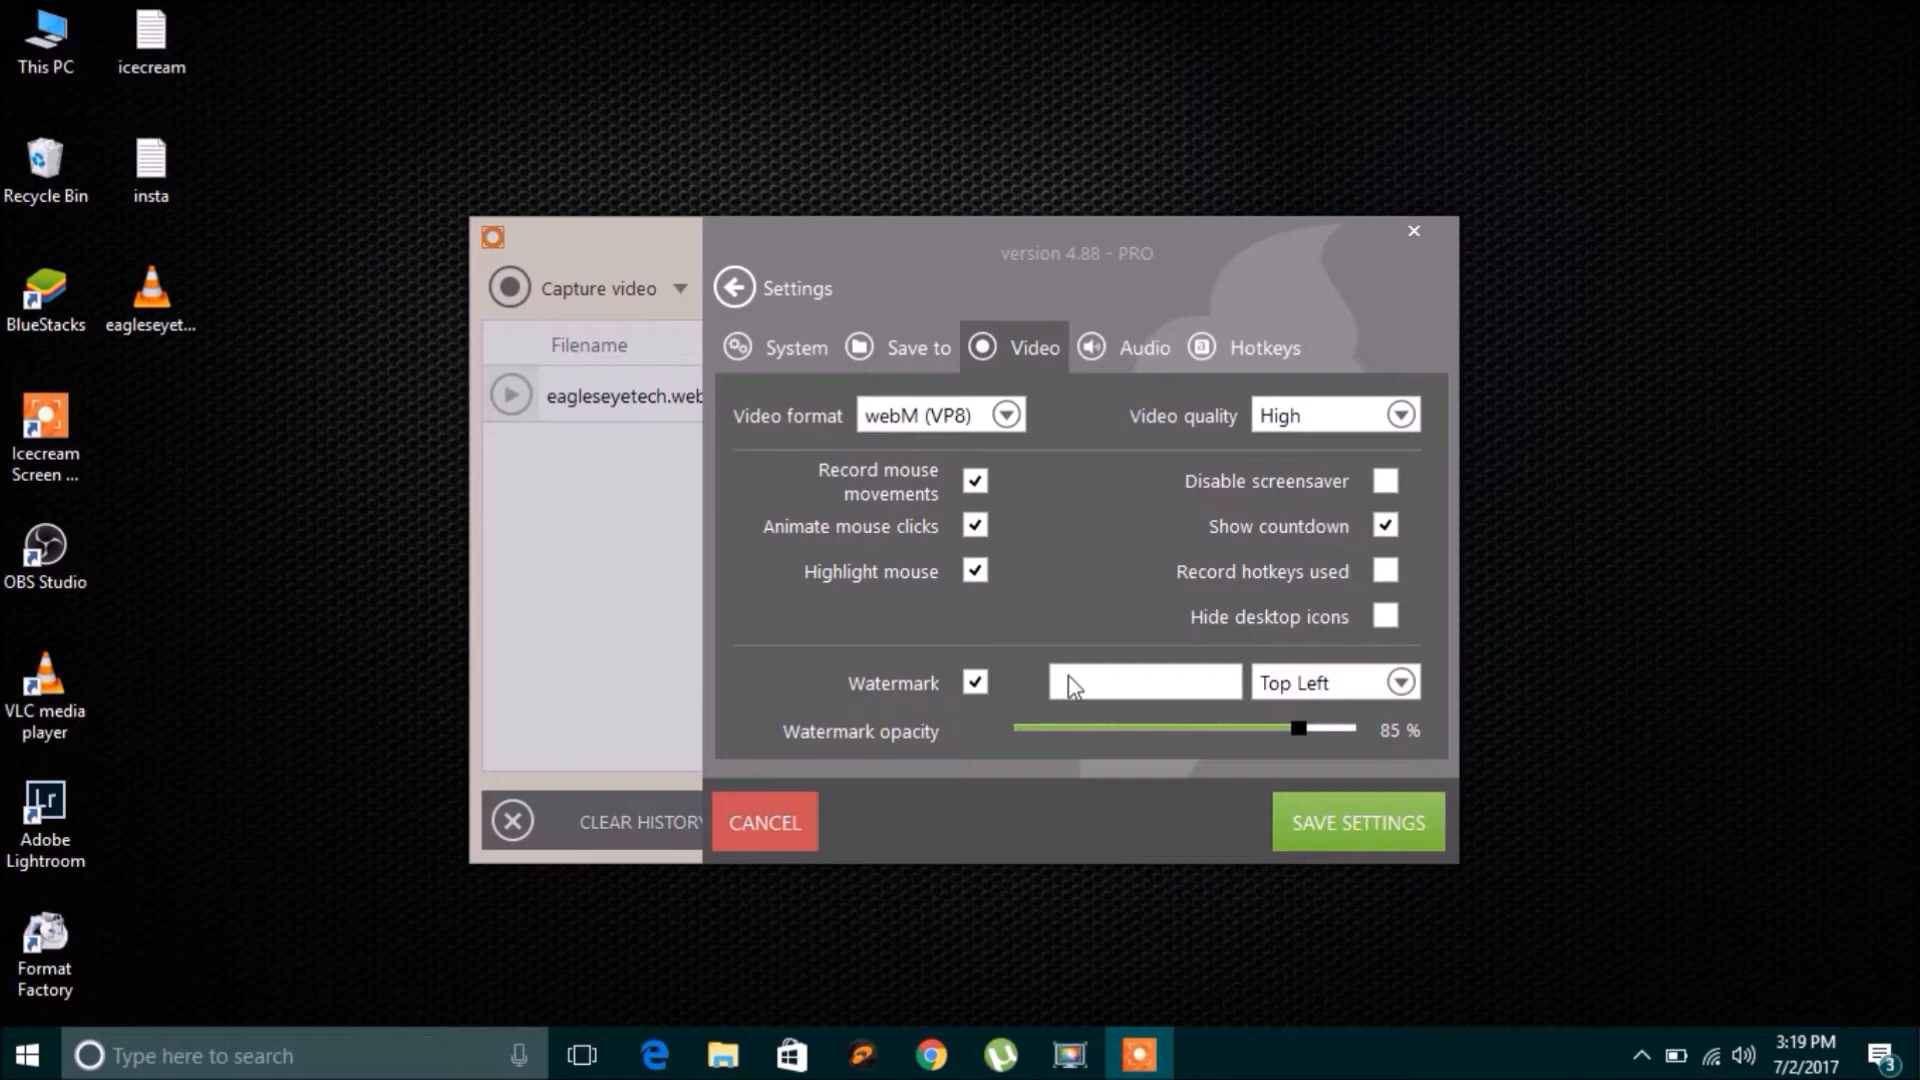 This PC
icecream
Recycle Bin
insta
BlueStacks
eagleseyet...
Icecream
Screen ...
OBS Studio
VLC media
player
Adobe
Lightroom
Format
Factory
version 4.88 - PRO
Capture video
Settings
System
Save to
Video
Audio
Hotkeys
Filename
eagleseyetech.web
Video format
webM (VP8)
Video quality
High
Record mouse
movements
Disable screensaver
Animate mouse clicks
Show countdown
Highlight mouse
Record hotkeys used
Hide desktop icons
Watermark
Top Left
Watermark opacity
85 %
CLEAR HISTORY
CANCEL
SAVE SETTINGS
Type here to search
3:19 PM
7/2/2017
3